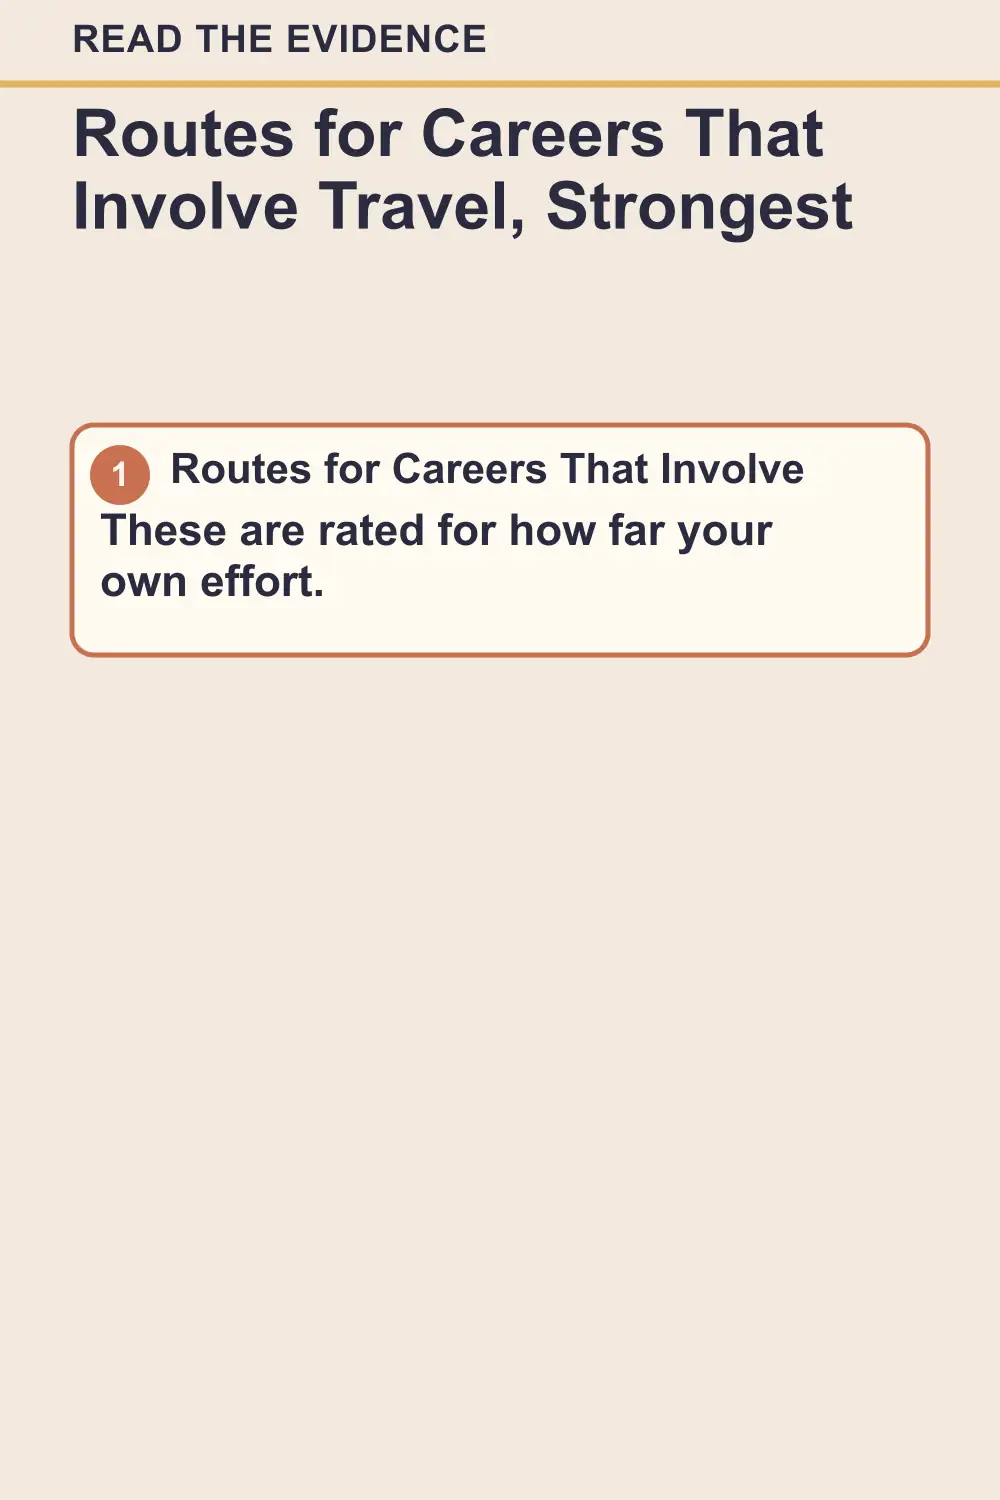 READ THE EVIDENCE
Routes for Careers That
Involve Travel, Strongest
1 Routes for Careers That Involve
These are rated for how far your
own effort.